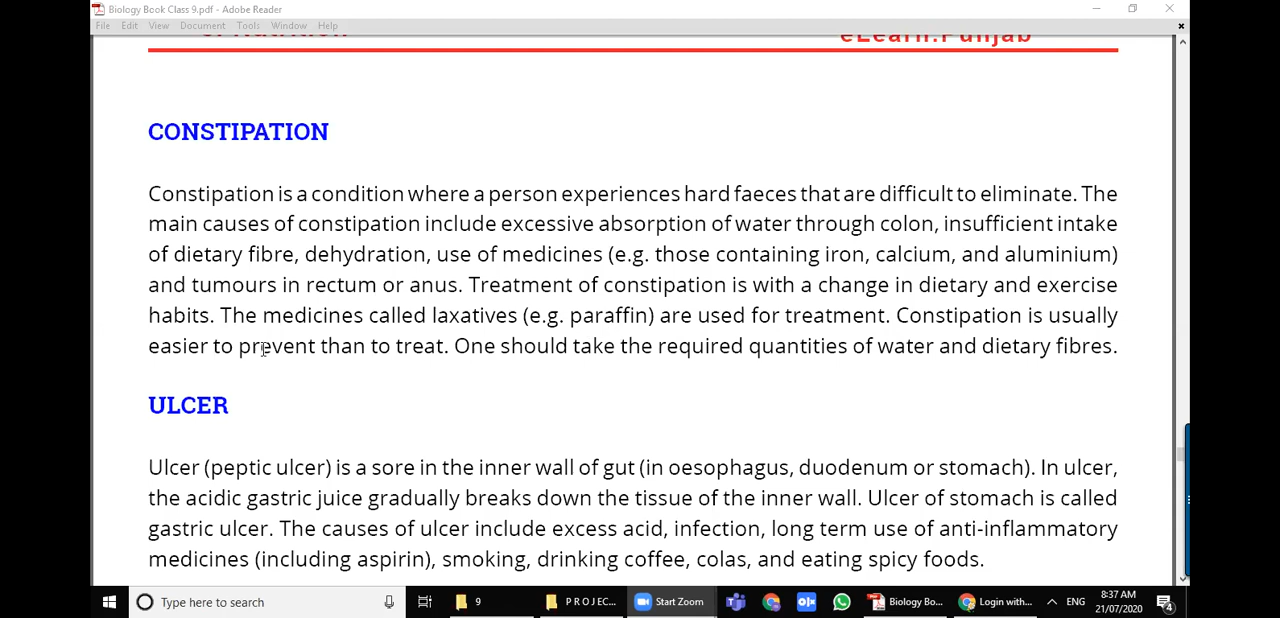 Biology Book Class 9.pdf - Adobe Reader
File Edit View Document Tools Window Help
eLearn.Punjab
CONSTIPATION
Constipation is a condition where a person experiences hard faeces that are difficult to eliminate. The
main causes of constipation include excessive absorption of water through colon, insufficient intake
of dietary fibre, dehydration, use of medicines (e.g. those containing iron, calcium, and aluminium)
and tumours in rectum or anus. Treatment of constipation is with a change in dietary and exercise
habits. The medicines called laxatives (e.g. paraffin) are used for treatment. Constipation is usually
easier to prevent than to treat. One should take the required quantities of water and dietary fibres.
ULCER
Ulcer (peptic ulcer) is a sore in the inner wall of gut (in oesophagus, duodenum or stomach). In ulcer,
the acidic gastric juice gradually breaks down the tissue of the inner wall. Ulcer of stomach is called
gastric ulcer. The causes of ulcer include excess acid, infection, long term use of anti-inflammatory
medicines (including aspirin), smoking, drinking coffee, colas, and eating spicy foods.
Type here to search 9 P R O J E C... Start Zoom Biology Bo... Login with... ENG 8:37 AM
21/07/2020 4